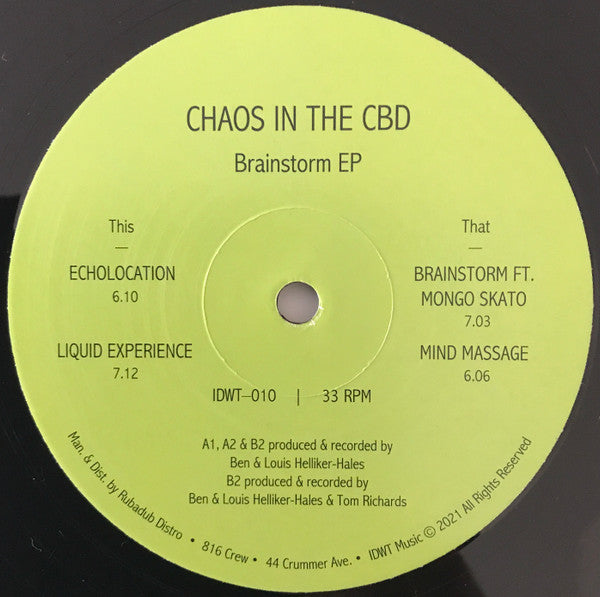 CHAOS IN THE CBD
Brainstorm EP
This
—
ECHOLOCATION
6.10
LIQUID EXPERIENCE
7.12
That
—
BRAINSTORM FT.
MONGO SKATO
7.03
MIND MASSAGE
6.06
IDWT–010 | 33 RPM
A1, A2 & B2 produced & recorded by
Ben & Louis Helliker-Hales
B2 produced & recorded by
Ben & Louis Helliker-Hales & Tom Richards
Man. & Dist. by Rubadub Distro • 816 Crew • 44 Crummer Ave. • IDWT Music © 2021 All Rights Reserved